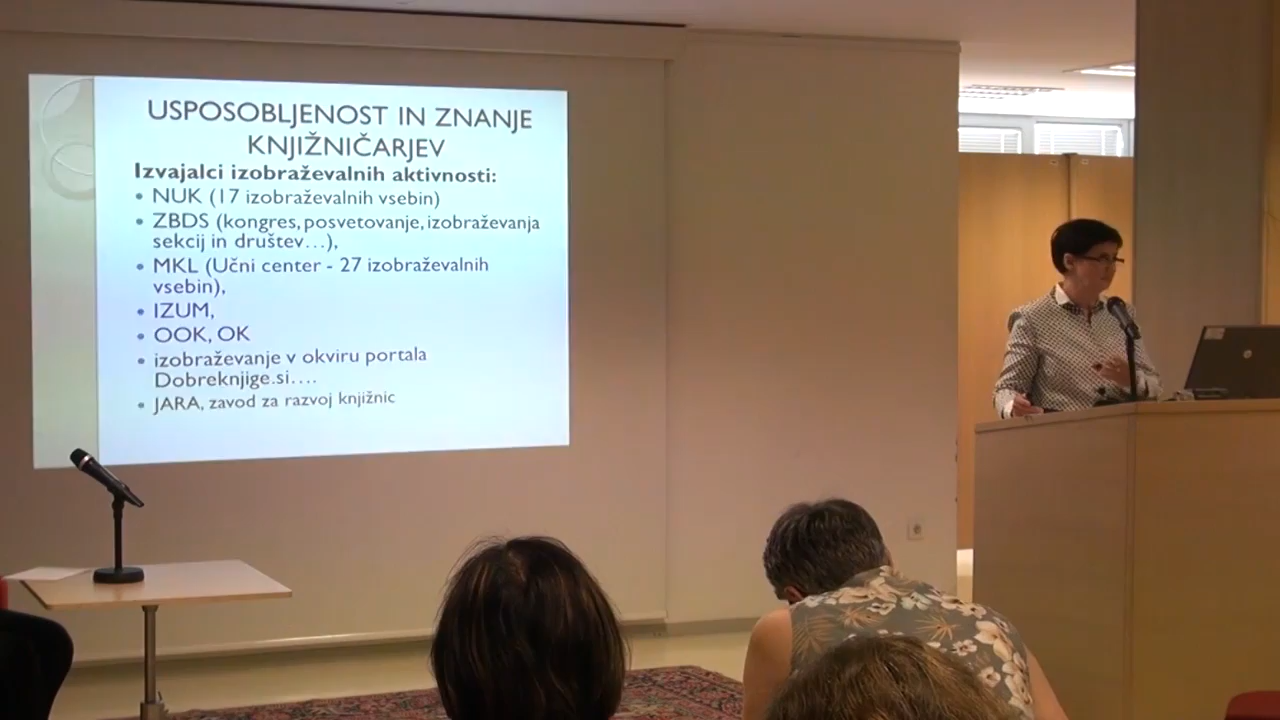 USPOSOBLJENOST IN ZNANJE
KNJIŽNIČARJEV
Izvajalci izobraževalnih aktivnosti:
• NUK (17 izobraževalnih vsebin)
• ZBDS (kongres, posvetovanje, izobraževanja
sekcij in društev…),
• MKL (Učni center - 27 izobraževalnih
vsebin),
• IZUM,
• OOK, OK
• izobraževanje v okviru portala
Dobreknjige.si….
• JARA, zavod za razvoj knjižnic